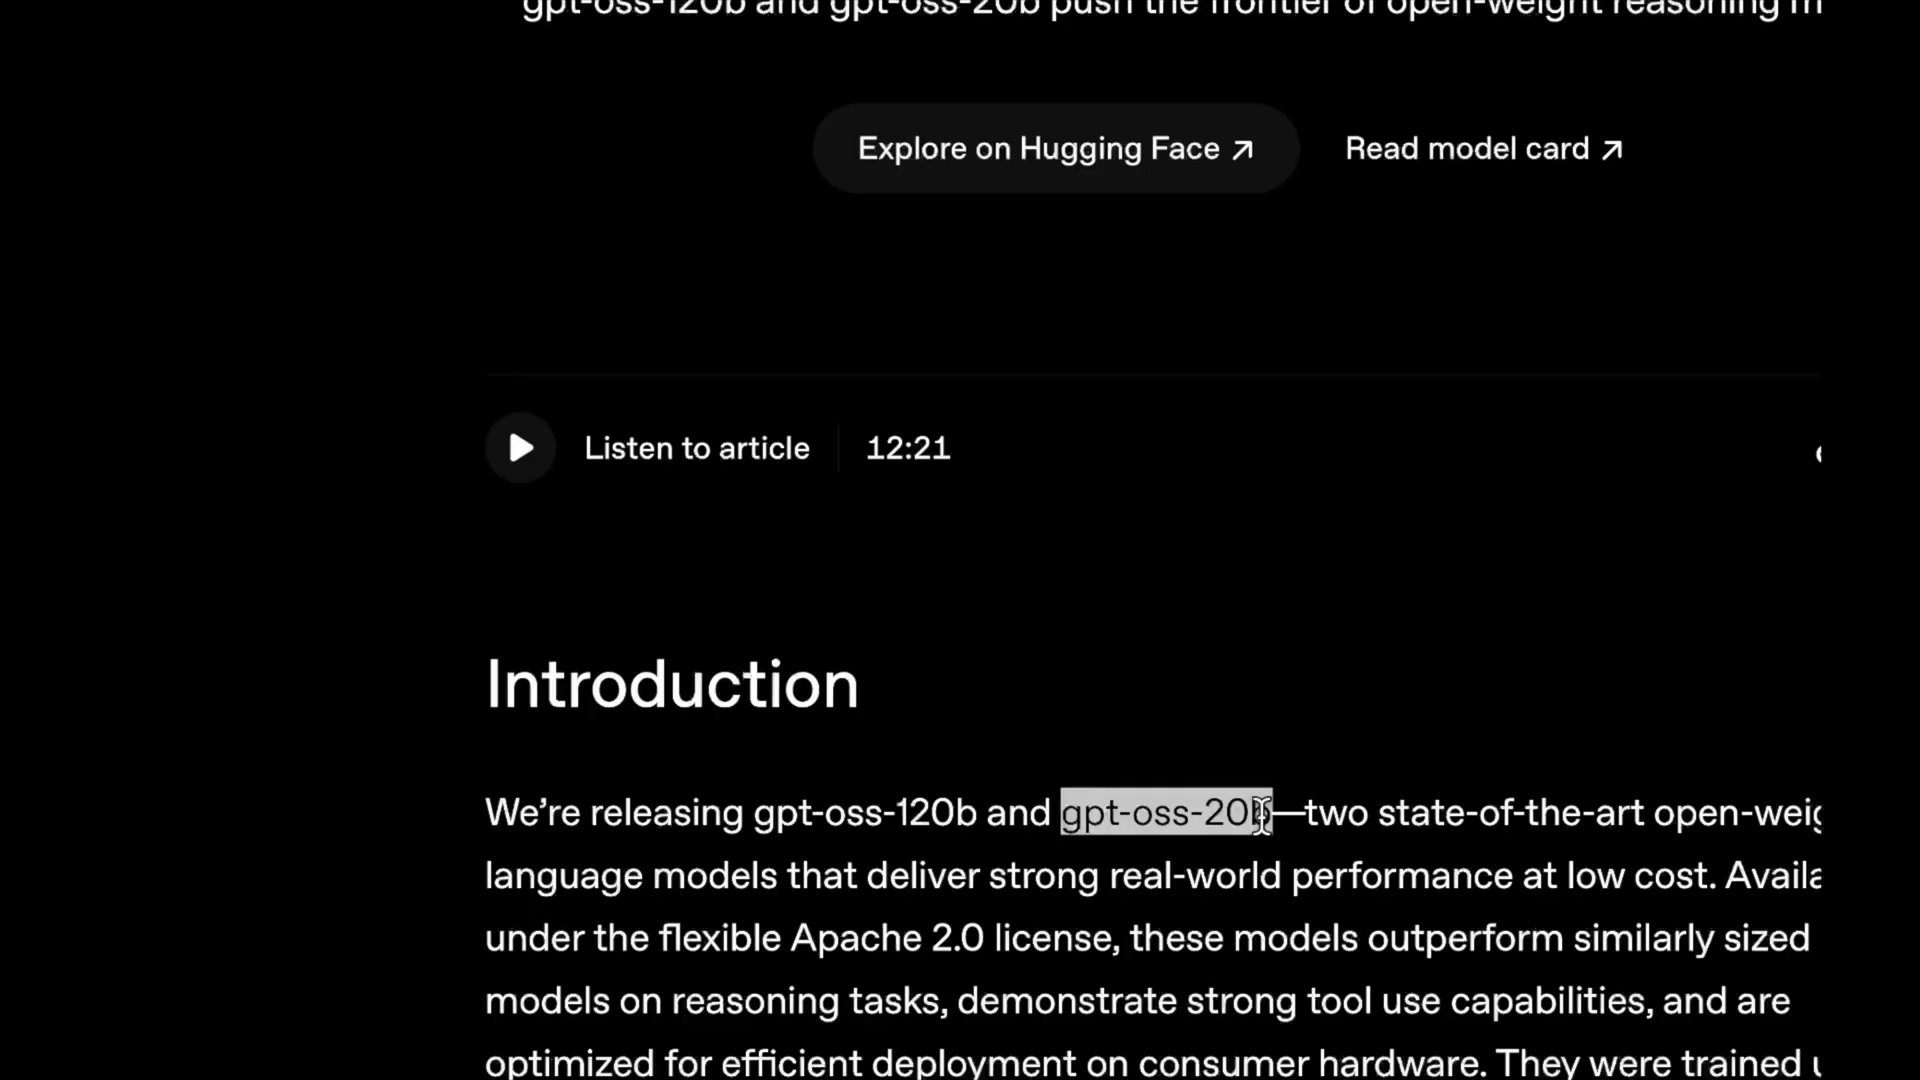 gpt-oss-120b and gpt-oss-20b push the frontier of open-weight reasoning
Explore on Hugging Face ↗ Read model card ↗
Listen to article 12:21
Introduction
We’re releasing gpt-oss-120b and gpt-oss-20b—two state-of-the-art
language models that deliver strong real-world performance at low cost.
under the flexible Apache 2.0 license, these models outperform similarly sized
models on reasoning tasks, demonstrate strong tool use capabilities, and are
optimized for efficient deployment on consumer hardware. They were trained